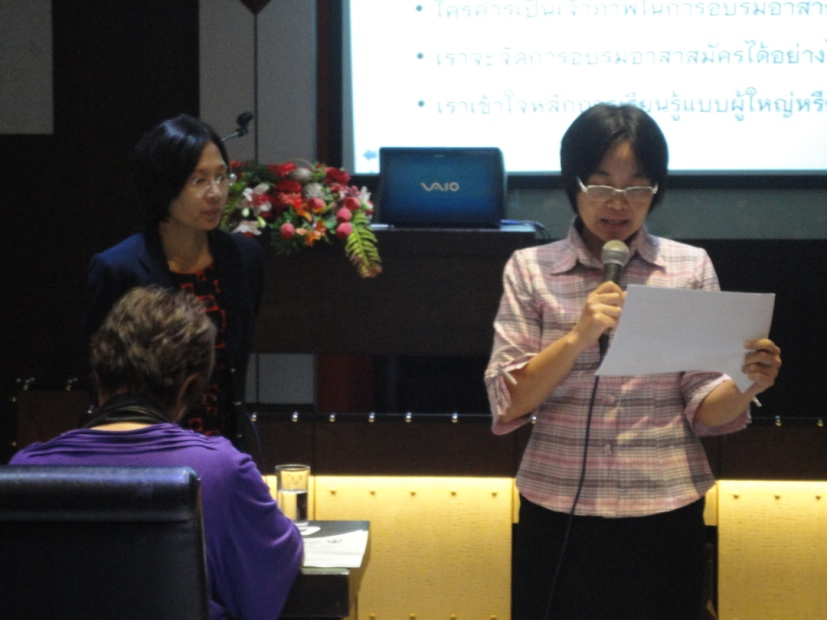 • ใครควรเป็นเจ้าภาพในการอบรมอาสา
• เราจะจัดการอบรมอาสาสมัครได้อย่าง
• เราเข้าใจหลักการเรียนรู้แบบผู้ใหญ่หรือ
VAIO